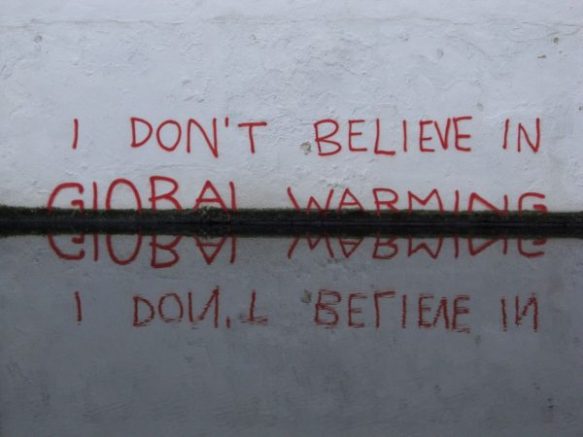 I DON'T BELIEVE IN
GLOBAL WARMING